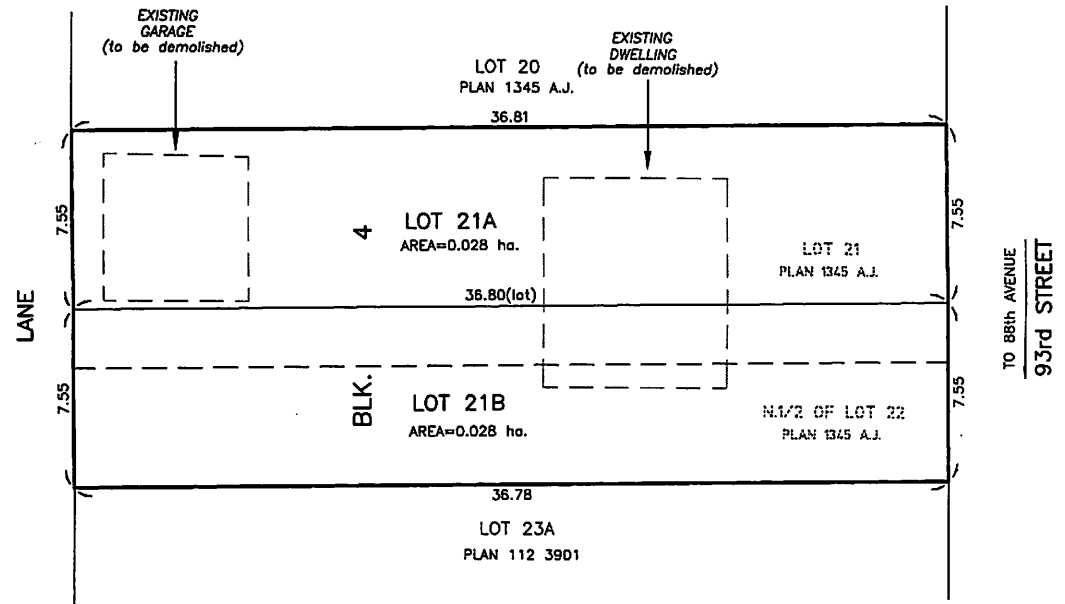 EXISTING
GARAGE
(to be demolished)
EXISTING
DWELLING
(to be demolished)
LOT 20
PLAN 1345 A.J.
36.81
7.55
4
LOT 21A
AREA=0.028 ha.
LOT 21
PLAN 1345 A.J.
7.55
36.80(lot)
LANE
TO 88th AVENUE
93rd STREET
7.55
BLK.
LOT 21B
AREA=0.028 ha.
N.1/2 OF LOT 22
PLAN 1345 A.J.
7.55
36.78
LOT 23A
PLAN 112 3901